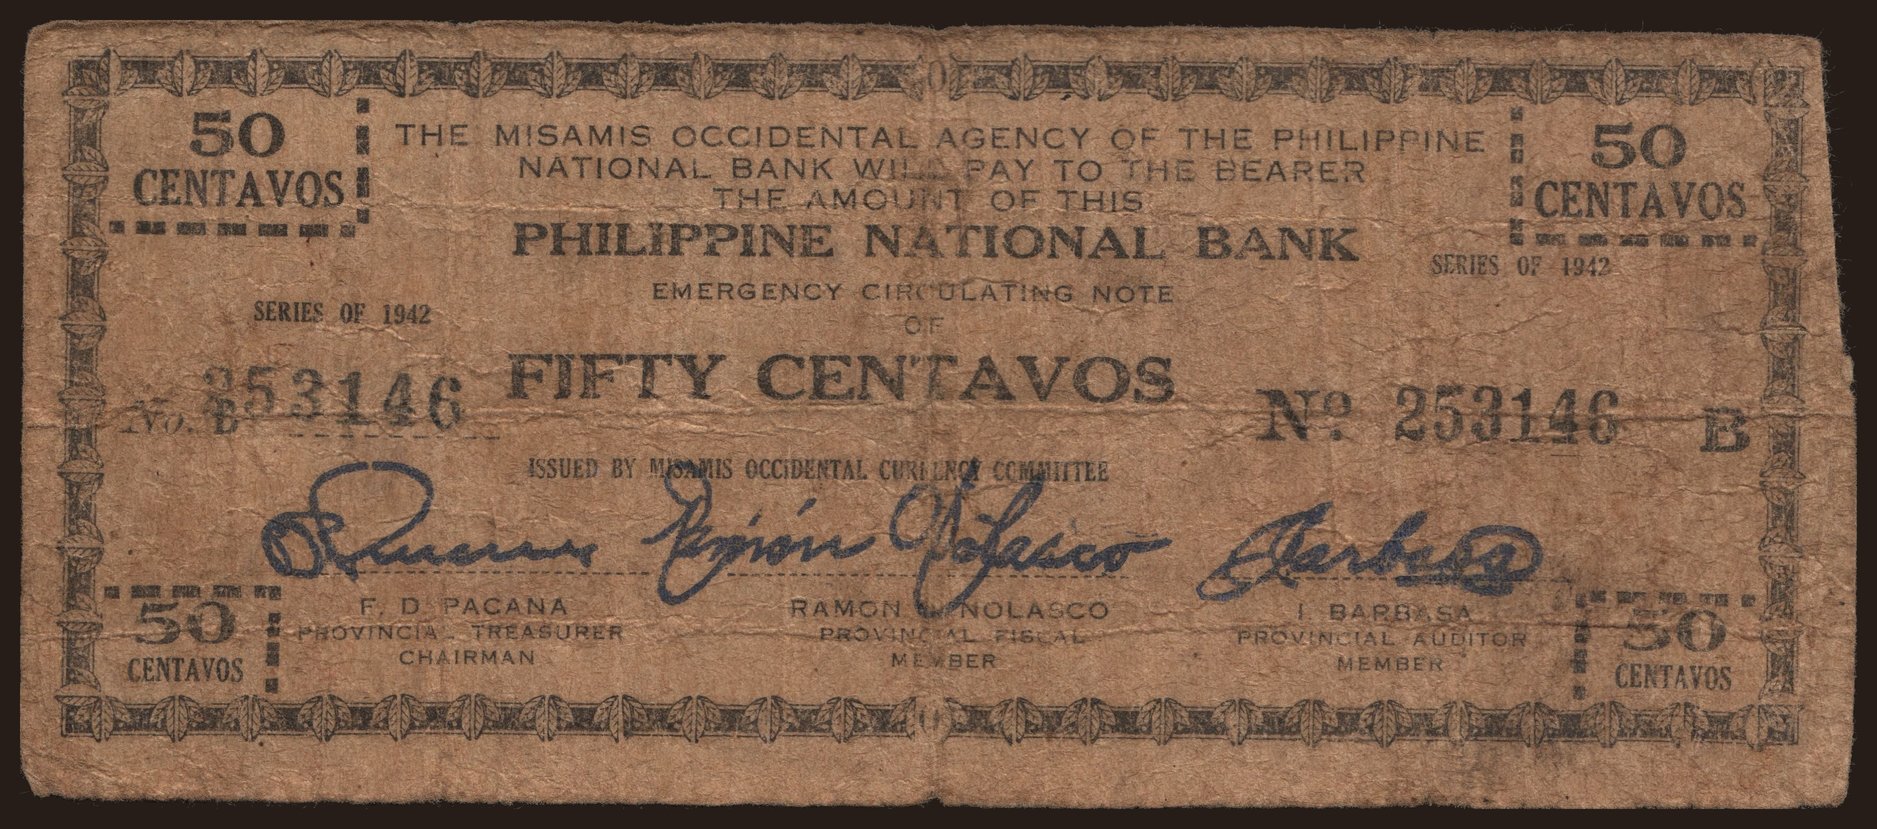 50
CENTAVOS
THE MISAMIS OCCIDENTAL AGENCY OF THE PHILIPPINE
NATIONAL BANK WILL PAY TO THE BEARER
THE AMOUNT OF THIS
PHILIPPINE NATIONAL BANK
EMERGENCY CIRCULATING NOTE
OF
FIFTY CENTAVOS
50
CENTAVOS
SERIES OF 1942
SERIES OF 1942
No. B 253146
Nº 253146 B
ISSUED BY MISAMIS OCCIDENTAL CURRENCY COMMITTEE
Ramón Nolasco
Barbasa
F. D. PACANA
PROVINCIAL TREASURER
CHAIRMAN
RAMON NOLASCO
PROVINCIAL FISCAL
MEMBER
I. BARBASA
PROVINCIAL AUDITOR
MEMBER
50
CENTAVOS
50
CENTAVOS